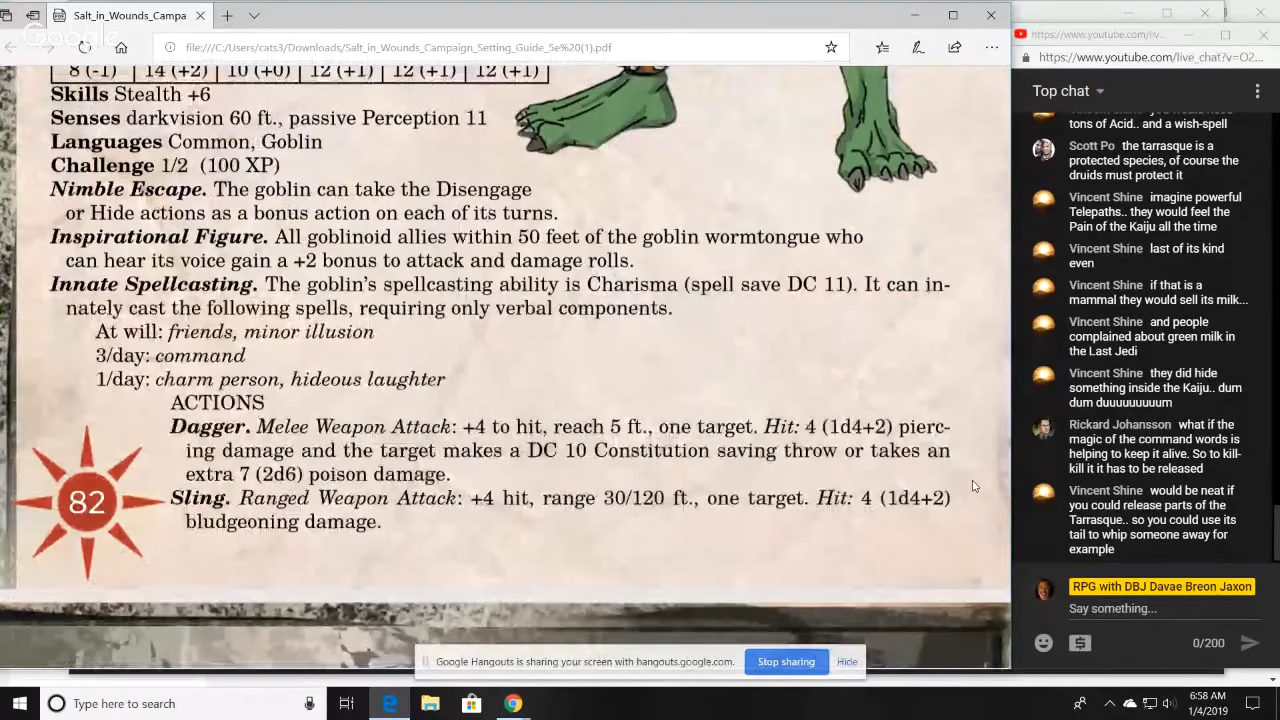 Salt_in_Wounds_Campa
Google
file:///C:/Users/cats3/Downloads/Salt_in_Wounds_Campaign_Setting_Guide_5e%20(1).pdf
8 (-1) 14 (+2) 10 (+0) 12 (+1) 12 (+1) 12 (+1)
Skills Stealth +6
Senses darkvision 60 ft., passive Perception 11
Languages Common, Goblin
Challenge 1/2 (100 XP)
Nimble Escape. The goblin can take the Disengage
or Hide actions as a bonus action on each of its turns.
Inspirational Figure. All goblinoid allies within 50 feet of the goblin wormtongue who
can hear its voice gain a +2 bonus to attack and damage rolls.
Innate Spellcasting. The goblin's spellcasting ability is Charisma (spell save DC 11). It can in-
nately cast the following spells, requiring only verbal components.
At will: friends, minor illusion
3/day: command
1/day: charm person, hideous laughter
ACTIONS
Dagger. Melee Weapon Attack: +4 to hit, reach 5 ft., one target. Hit: 4 (1d4+2) pierc-
ing damage and the target makes a DC 10 Constitution saving throw or takes an
extra 7 (2d6) poison damage.
Sling. Ranged Weapon Attack: +4 hit, range 30/120 ft., one target. Hit: 4 (1d4+2)
bludgeoning damage.
82
Google Hangouts is sharing your screen with hangouts.google.com.
Stop sharing
Hide
https://www.youtube.com/liv...
https://www.youtube.com/live_chat?v=O2...
Top chat
tons of Acid.. and a wish-spell
Scott Po the tarrasque is a
protected species, of course the
druids must protect it
Vincent Shine imagine powerful
Telepaths.. they would feel the
Pain of the Kaiju all the time
Vincent Shine last of its kind
even
Vincent Shine if that is a
mammal they would sell its milk...
Vincent Shine and people
complained about green milk in
the Last Jedi
Vincent Shine they did hide
something inside the Kaiju.. dum
dum duuuuuuuuum
Rickard Johansson what if the
magic of the command words is
helping to keep it alive. So to kill-
kill it it has to be released
Vincent Shine would be neat if
you could release parts of the
Tarrasque.. so you could use its
tail to whip someone away for
example
RPG with DBJ Davae Breon Jaxon
Say something...
0/200
Type here to search
6:58 AM
1/4/2019